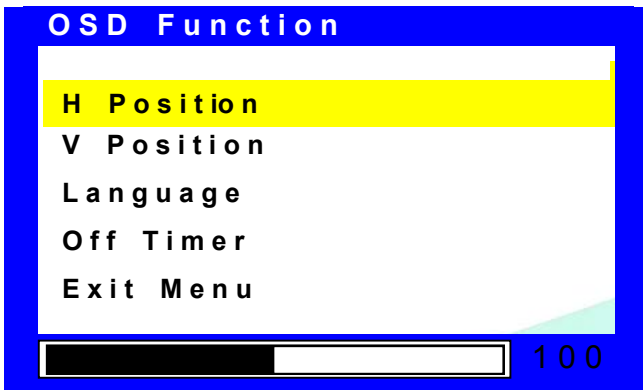 OSD Function
H Position
V Position
Language
Off Timer
Exit Menu
100